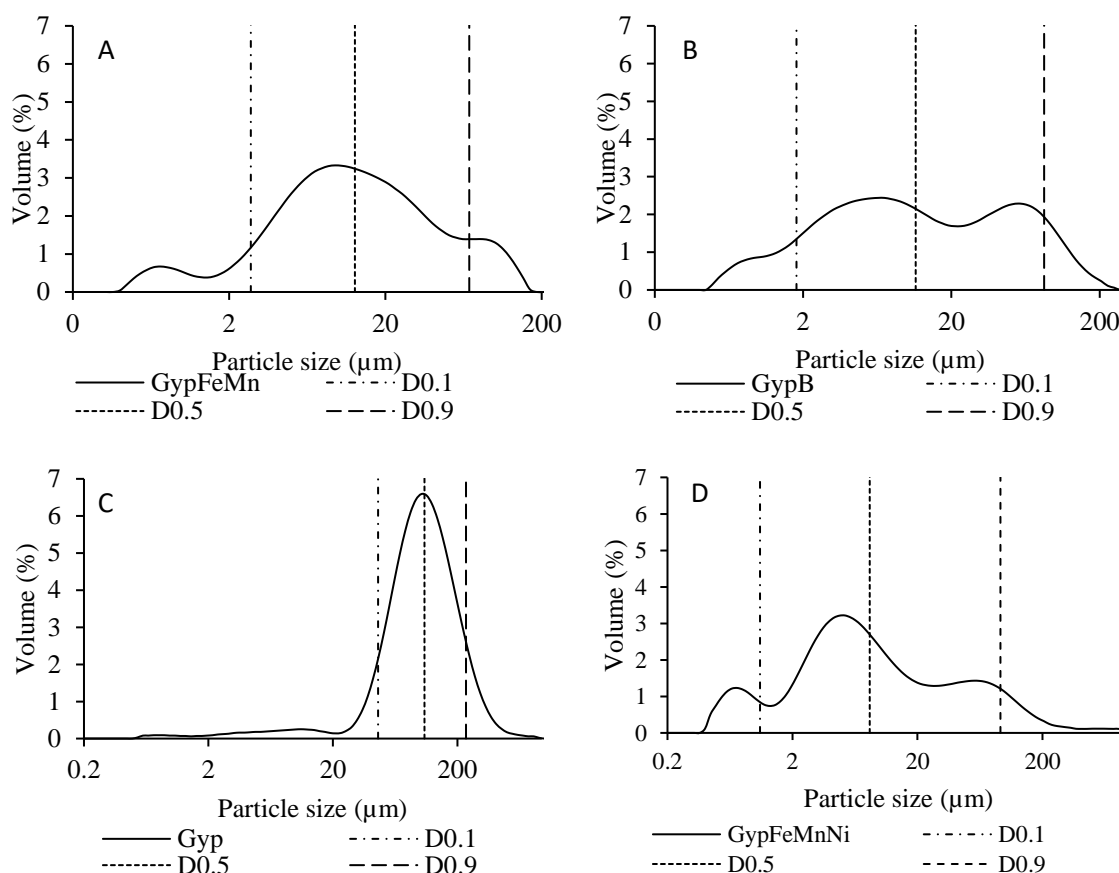 A
7
6
5
4
3
2
1
0
Volume (%)
0 2 20 200
Particle size (µm)
GypFeMn D0.1
D0.5 D0.9
B
7
6
5
4
3
2
1
0
Volume (%)
0 2 20 200
Particle size (µm)
GypB D0.1
D0.5 D0.9
C
7
6
5
4
3
2
1
0
Volume (%)
0.2 2 20 200
Particle size (µm)
Gyp D0.1
D0.5 D0.9
D
7
6
5
4
3
2
1
0
Volume (%)
0.2 2 20 200
Particle size (µm)
GypFeMnNi D0.1
D0.5 D0.9